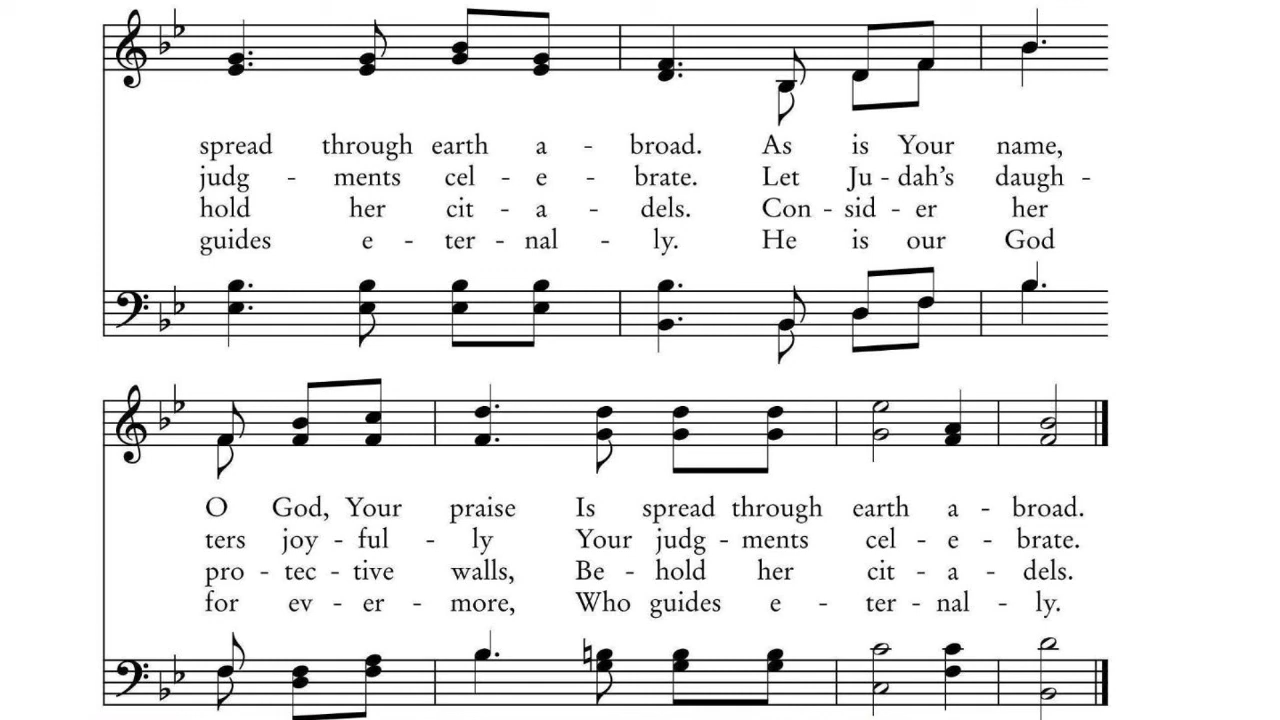 spread through earth a - broad. As is Your name,
judg - ments cel - e - brate. Let Ju - dah's daugh -
hold her cit - a - dels. Con - sid - er her
guides e - ter - nal - ly. He is our God
O God, Your praise Is spread through earth a - broad.
ters joy - ful - ly Your judg - ments cel - e - brate.
pro - tec - tive walls, Be - hold her cit - a - dels.
for ev - er - more, Who guides e - ter - nal - ly.